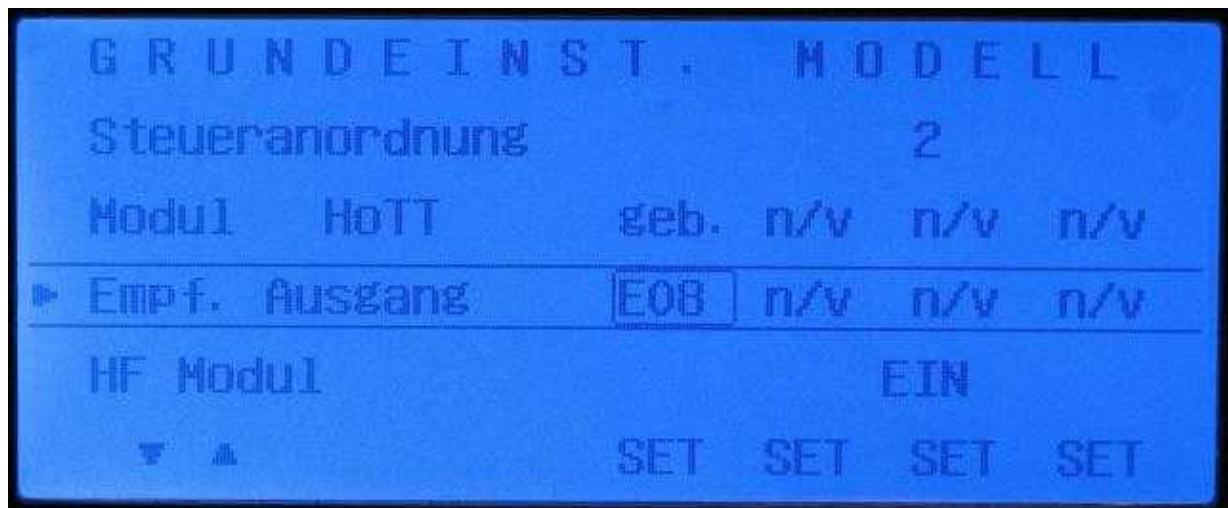 GRUNDEINST. MODELL
Steueranordnung 2
Modul HoTT geb. n/v n/v n/v
Empf. Ausgang E08 n/v n/v n/v
HF Modul EIN
SET SET SET SET